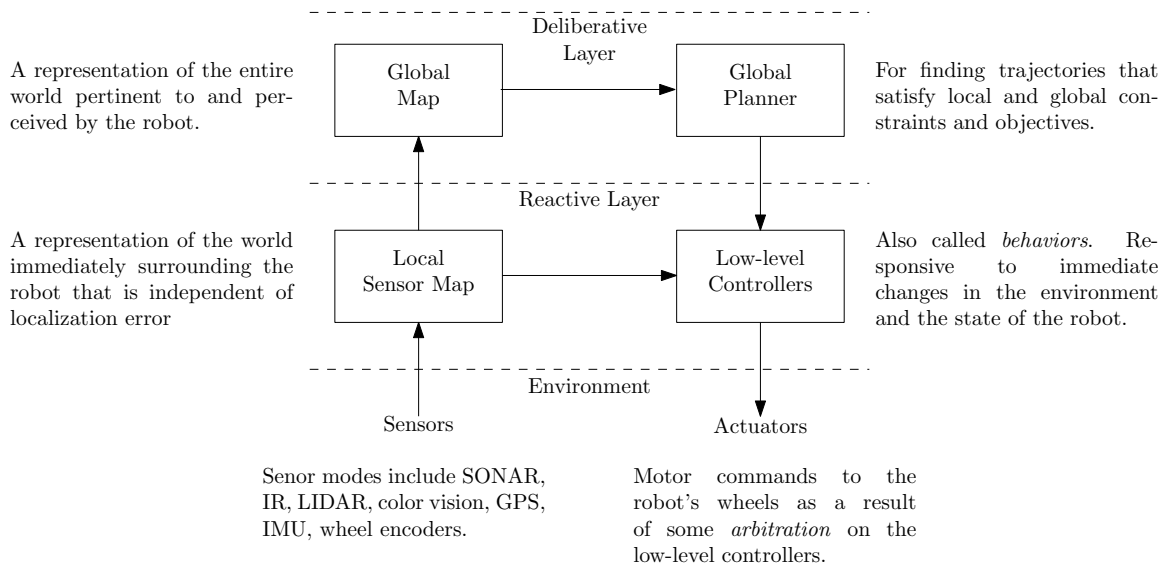 Deliberative
Layer
A representation of the entire
world pertinent to and per-
ceived by the robot.
Global
Map
Global
Planner
For finding trajectories that
satisfy local and global con-
straints and objectives.
Reactive Layer
A representation of the world
immediately surrounding the
robot that is independent of
localization error
Local
Sensor Map
Low-level
Controllers
Also called behaviors. Re-
sponsive to immediate
changes in the environment
and the state of the robot.
Environment
Sensors
Actuators
Senor modes include SONAR,
IR, LIDAR, color vision, GPS,
IMU, wheel encoders.
Motor commands to the
robot's wheels as a result
of some arbitration on the
low-level controllers.